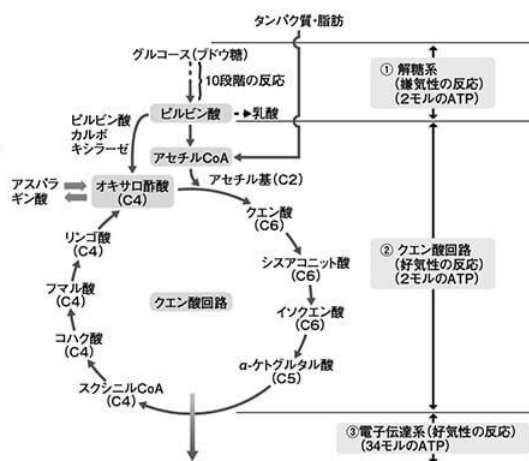 タンパク質・脂肪
グルコース(ブドウ糖)
10段階の反応
① 解糖系
(嫌気性の反応)
(2モルのATP)
ピルビン酸
乳酸
ピルビン酸
カルボ
キシラーゼ
アセチルCoA
アセチル基(C2)
アスパラ
ギン酸
オキサロ酢酸
(C4)
クエン酸
(C6)
リンゴ酸
(C4)
シスアコニット酸
(C6)
② クエン酸回路
(好気性の反応)
(2モルのATP)
フマル酸
(C4)
クエン酸回路
イソクエン酸
(C6)
コハク酸
(C4)
α-ケトグルタル酸
(C5)
スクシニルCoA
(C4)
③電子伝達系(好気性の反応)
(34モルのATP)